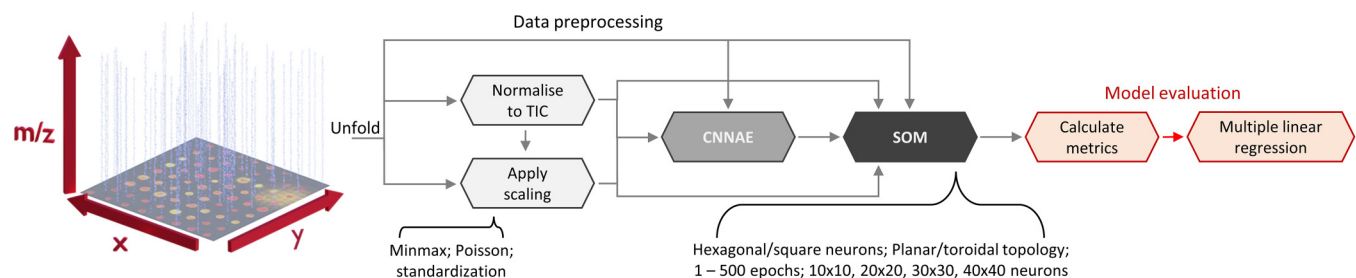 Data preprocessing
m/z
x
y
Unfold
Normalise
to TIC
Apply
scaling
Minmax; Poisson;
standardization
CNNAE
SOM
Hexagonal/square neurons; Planar/toroidal topology;
1 – 500 epochs; 10x10, 20x20, 30x30, 40x40 neurons
Model evaluation
Calculate
metrics
Multiple linear
regression